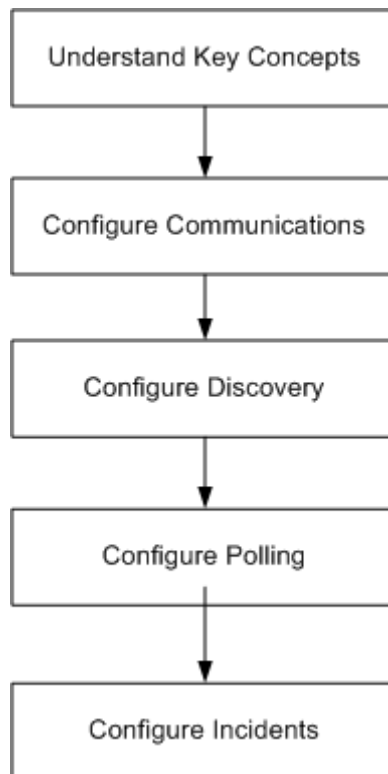 Understand Key Concepts
Configure Communications
Configure Discovery
Configure Polling
Configure Incidents